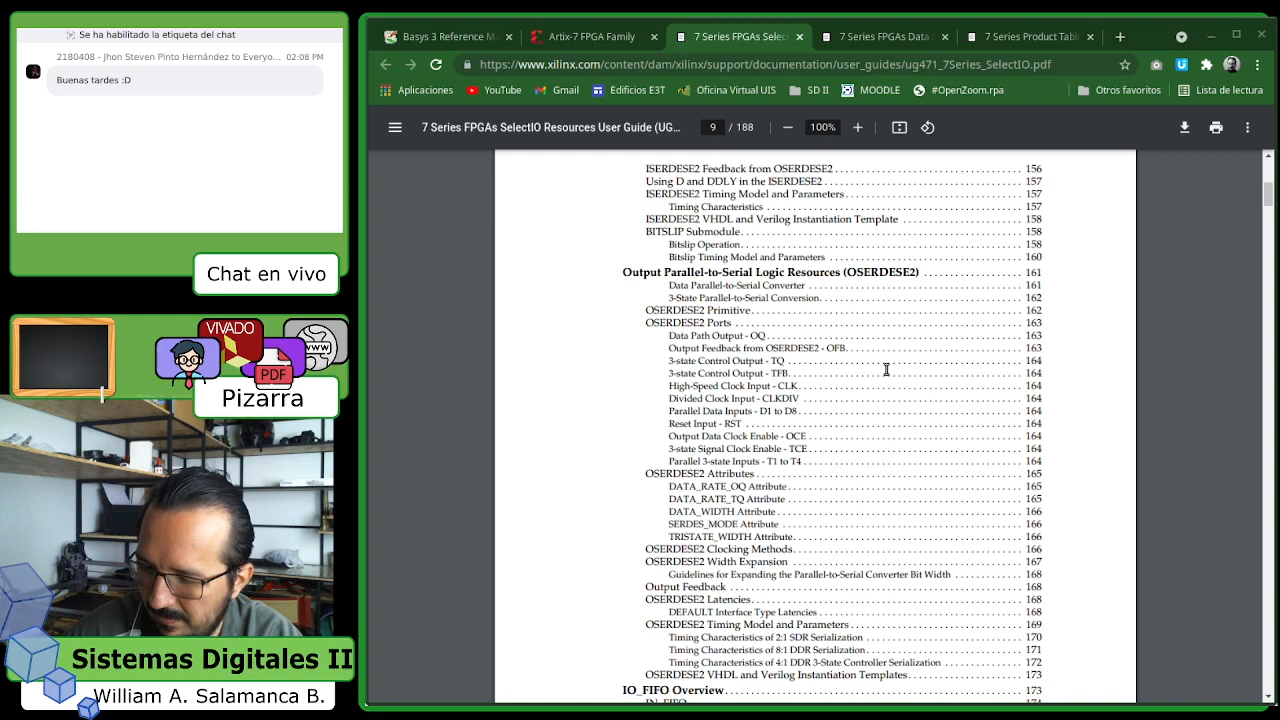 Se ha habilitado la etiqueta del chat
2180408 - Jhon Steven Pinto Hernández to Everyo... 02:08 PM
Buenas tardes :D
Chat en vivo
VIVADO
www
PDF
Pizarra
Sistemas Digitales II
William A. Salamanca B.
Basys 3 Reference M
Artix-7 FPGA Family
7 Series FPGAs Selec
7 Series FPGAs Data
7 Series Product Tabl
https://www.xilinx.com/content/dam/xilinx/support/documentation/user_guides/ug471_7Series_SelectIO.pdf
Aplicaciones YouTube Gmail Edificios E3T Oficina Virtual UIS SD II MOODLE #OpenZoom.rpa Otros favoritos Lista de lectura
7 Series FPGAs SelectIO Resources User Guide (UG... 9 / 188 100%
ISERDESE2 Feedback from OSERDESE2 156
Using D and DDLY in the ISERDESE2 157
ISERDESE2 Timing Model and Parameters 157
Timing Characteristics 157
ISERDESE2 VHDL and Verilog Instantiation Template 158
BITSLIP Submodule 158
Bitslip Operation 158
Bitslip Timing Model and Parameters 160
Output Parallel-to-Serial Logic Resources (OSERDESE2) 161
Data Parallel-to-Serial Converter 161
3-State Parallel-to-Serial Conversion 162
OSERDESE2 Primitive 162
OSERDESE2 Ports 163
Data Path Output - OQ 163
Output Feedback from OSERDESE2 - OFB 163
3-state Control Output - TQ 164
3-state Control Output - TFB 164
High-Speed Clock Input - CLK 164
Divided Clock Input - CLKDIV 164
Parallel Data Inputs - D1 to D8 164
Reset Input - RST 164
Output Data Clock Enable - OCE 164
3-state Signal Clock Enable - TCE 164
Parallel 3-state Inputs - T1 to T4 164
OSERDESE2 Attributes 165
DATA_RATE_OQ Attribute 165
DATA_RATE_TQ Attribute 165
DATA_WIDTH Attribute 166
SERDES_MODE Attribute 166
TRISTATE_WIDTH Attribute 166
OSERDESE2 Clocking Methods 166
OSERDESE2 Width Expansion 167
Guidelines for Expanding the Parallel-to-Serial Converter Bit Width 168
Output Feedback 168
OSERDESE2 Latencies 168
DEFAULT Interface Type Latencies 168
OSERDESE2 Timing Model and Parameters 169
Timing Characteristics of 2:1 SDR Serialization 170
Timing Characteristics of 8:1 DDR Serialization 171
Timing Characteristics of 4:1 DDR 3-State Controller Serialization 172
OSERDESE2 VHDL and Verilog Instantiation Templates 173
IO_FIFO Overview 173